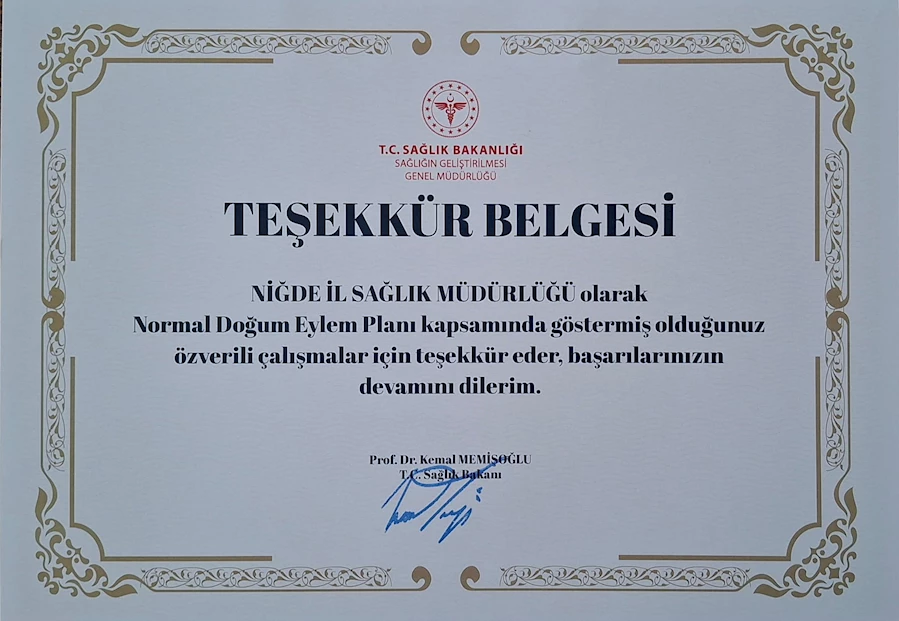 T.C. SAĞLIK BAKANLIĞI
SAĞLIĞIN GELİŞTİRİLMESİ
GENEL MÜDÜRLÜĞÜ
TEŞEKKÜR BELGESİ
NİĞDE İL SAĞLIK MÜDÜRLÜĞÜ olarak
Normal Doğum Eylem Planı kapsamında göstermiş olduğunuz
özverili çalışmalar için teşekkür eder, başarılarınızın
devamını dilerim.
Prof. Dr. Kemal MEMİŞOĞLU
T.C. Sağlık Bakanı